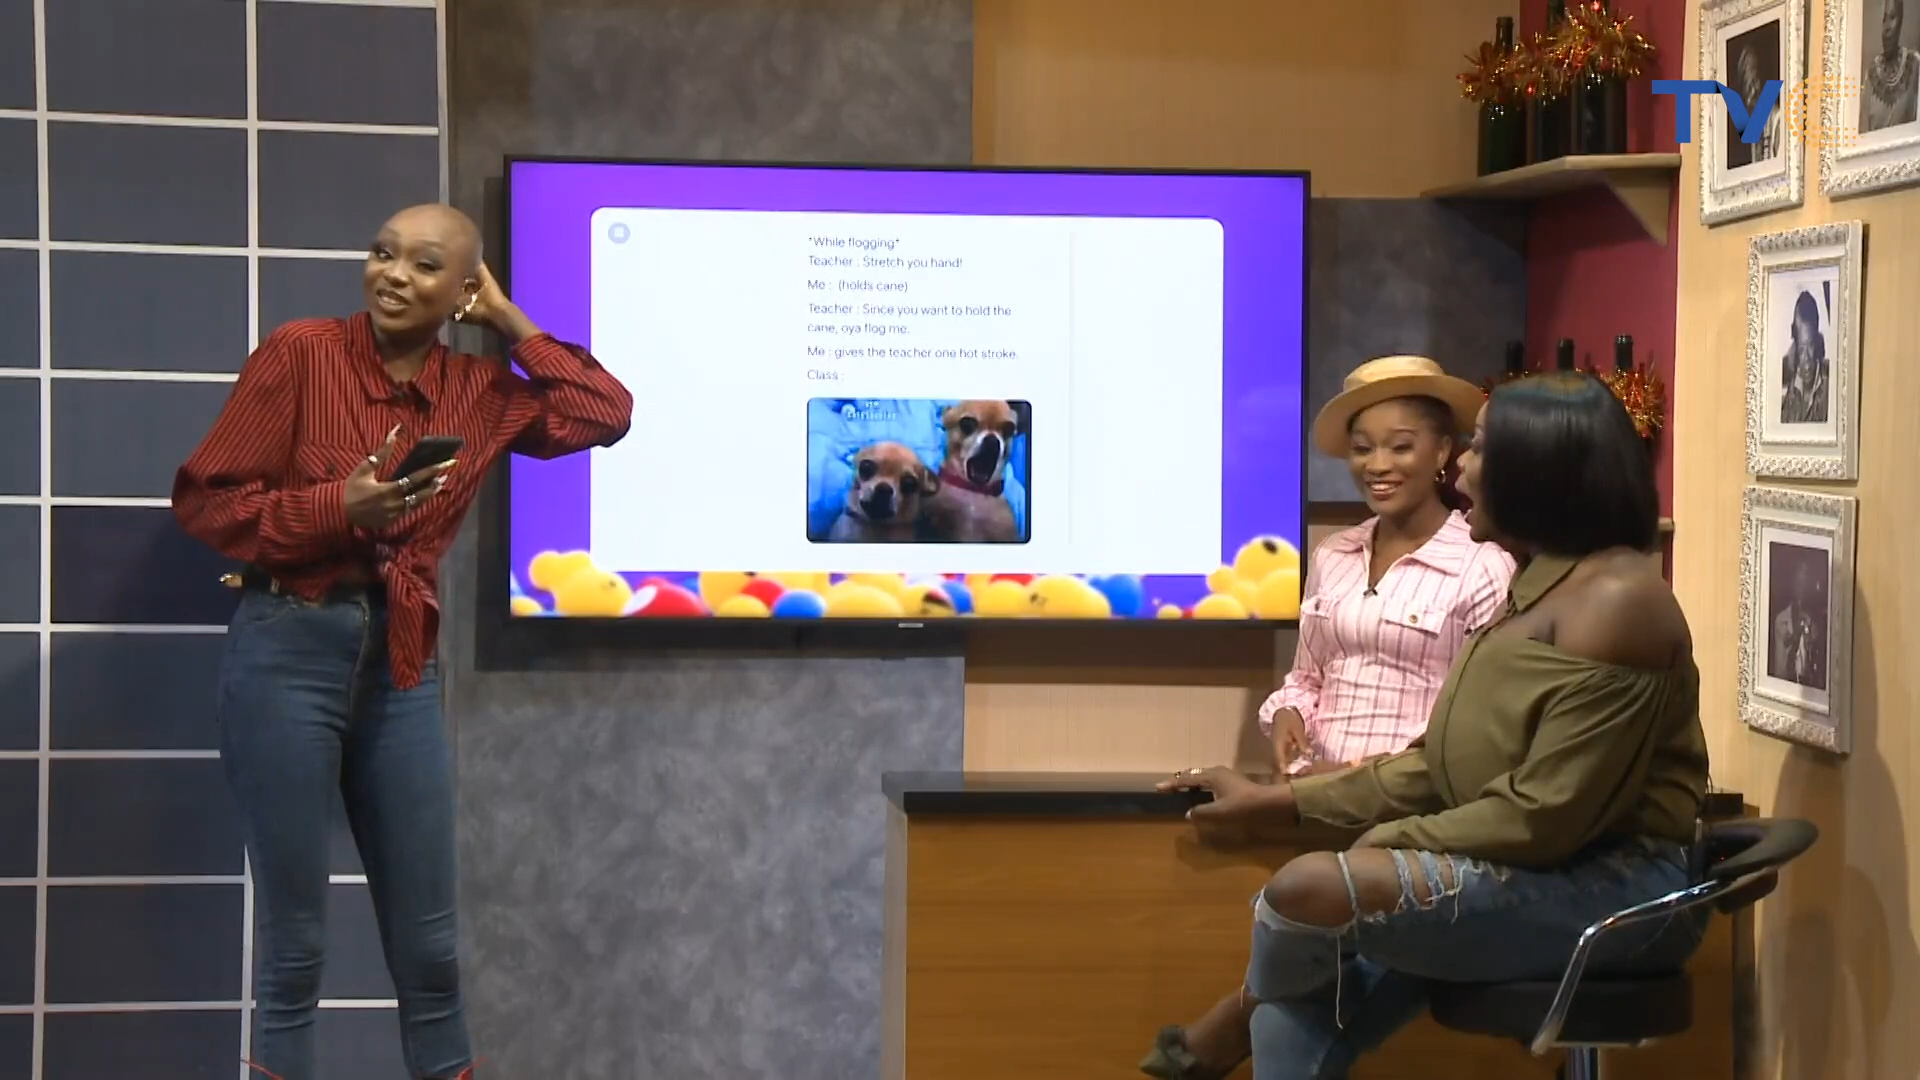 TVC
*While flogging*
Teacher : Stretch you hand!
Me : (holds cane)
Teacher : Since you want to hold the
cane, oya flog me.
Me : gives the teacher one hot stroke.
Class :